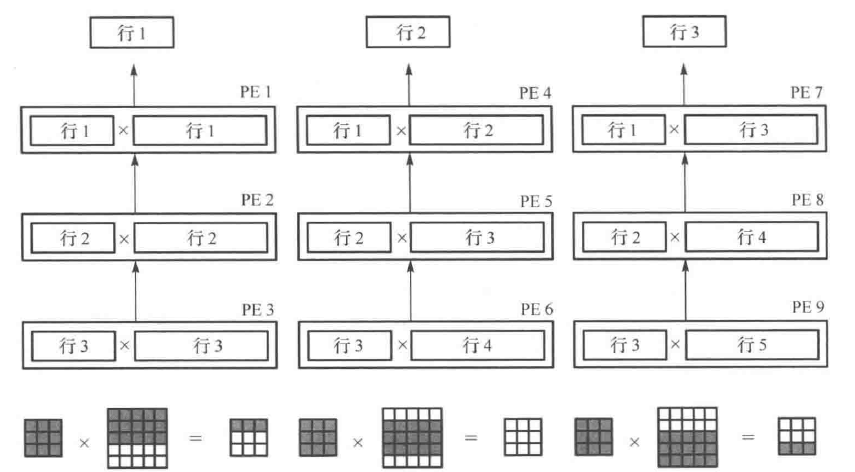 行1 行2 行3
PE 1 PE 4 PE 7
行1 × 行1 行1 × 行2 行1 × 行3
PE 2 PE 5 PE 8
行2 × 行2 行2 × 行3 行2 × 行4
PE 3 PE 6 PE 9
行3 × 行3 行3 × 行4 行3 × 行5
× = × = × =